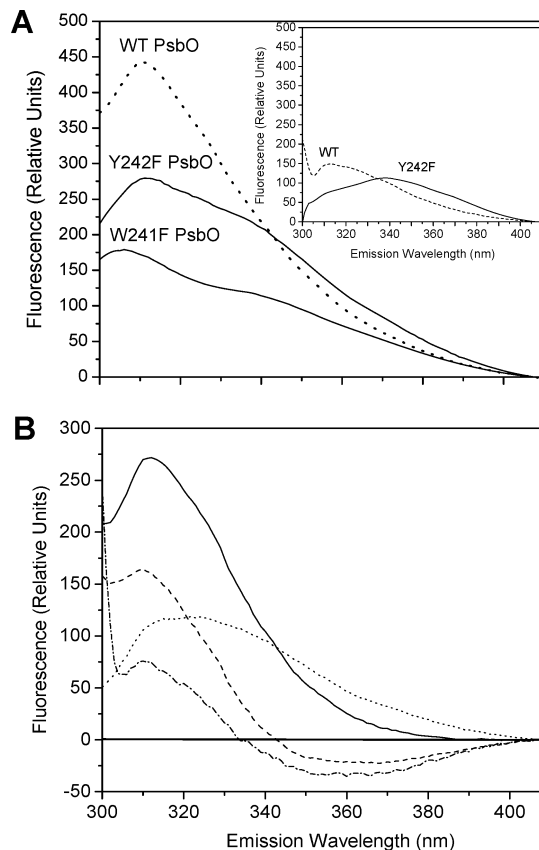 A
500
450
400
350
300
250
200
150
100
50
0
Fluorescence (Relative Units)
WT PsbO
Y242F PsbO
W241F PsbO
500
450
400
350
300
250
200
150
100
50
0
Fluorescence (Relative Units)
WT
Y242F
300 320 340 360 380 400
Emission Wavelength (nm)
B
300
250
200
150
100
50
0
-50
Fluorescence (Relative Units)
300 320 340 360 380 400
Emission Wavelength (nm)